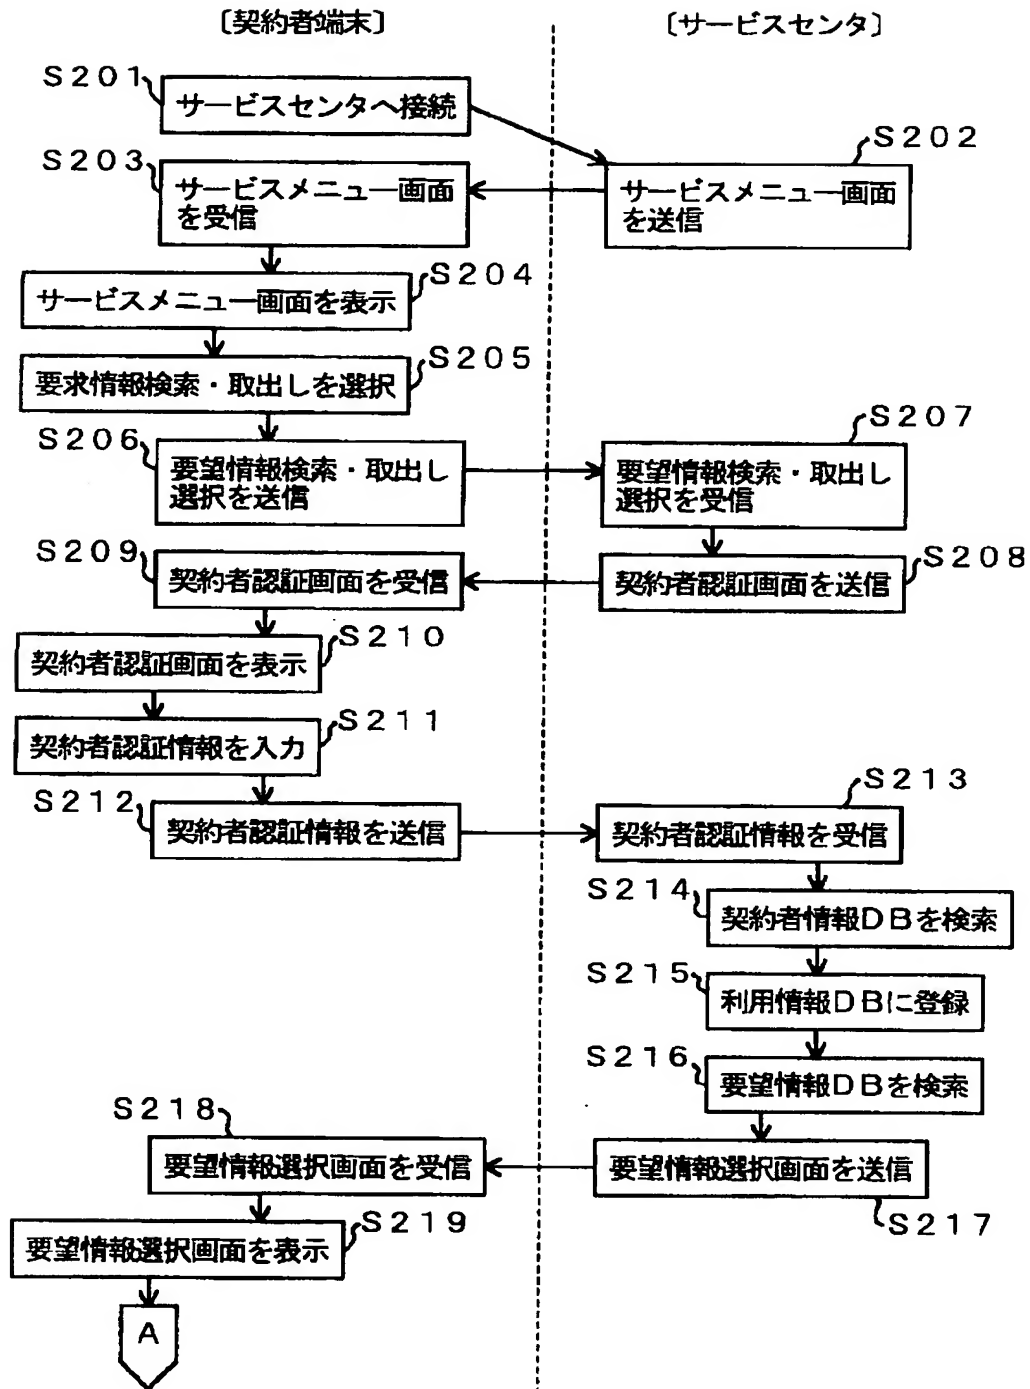 〔契約者端末〕
〔サービスセンタ〕
S201
サービスセンタへ接続
S202
サービスメニュー画面
を送信
S203
サービスメニュー画面
を受信
S204
サービスメニュー画面を表示
S205
要求情報検索・取出しを選択
S206
要望情報検索・取出し
選択を送信
S207
要望情報検索・取出し
選択を受信
S208
契約者認証画面を送信
S209
契約者認証画面を受信
S210
契約者認証画面を表示
S211
契約者認証情報を入力
S212
契約者認証情報を送信
S213
契約者認証情報を受信
S214
契約者情報DBを検索
S215
利用情報DBに登録
S216
要望情報DBを検索
要望情報選択画面を送信
S217
S218
要望情報選択画面を受信
S219
要望情報選択画面を表示
A